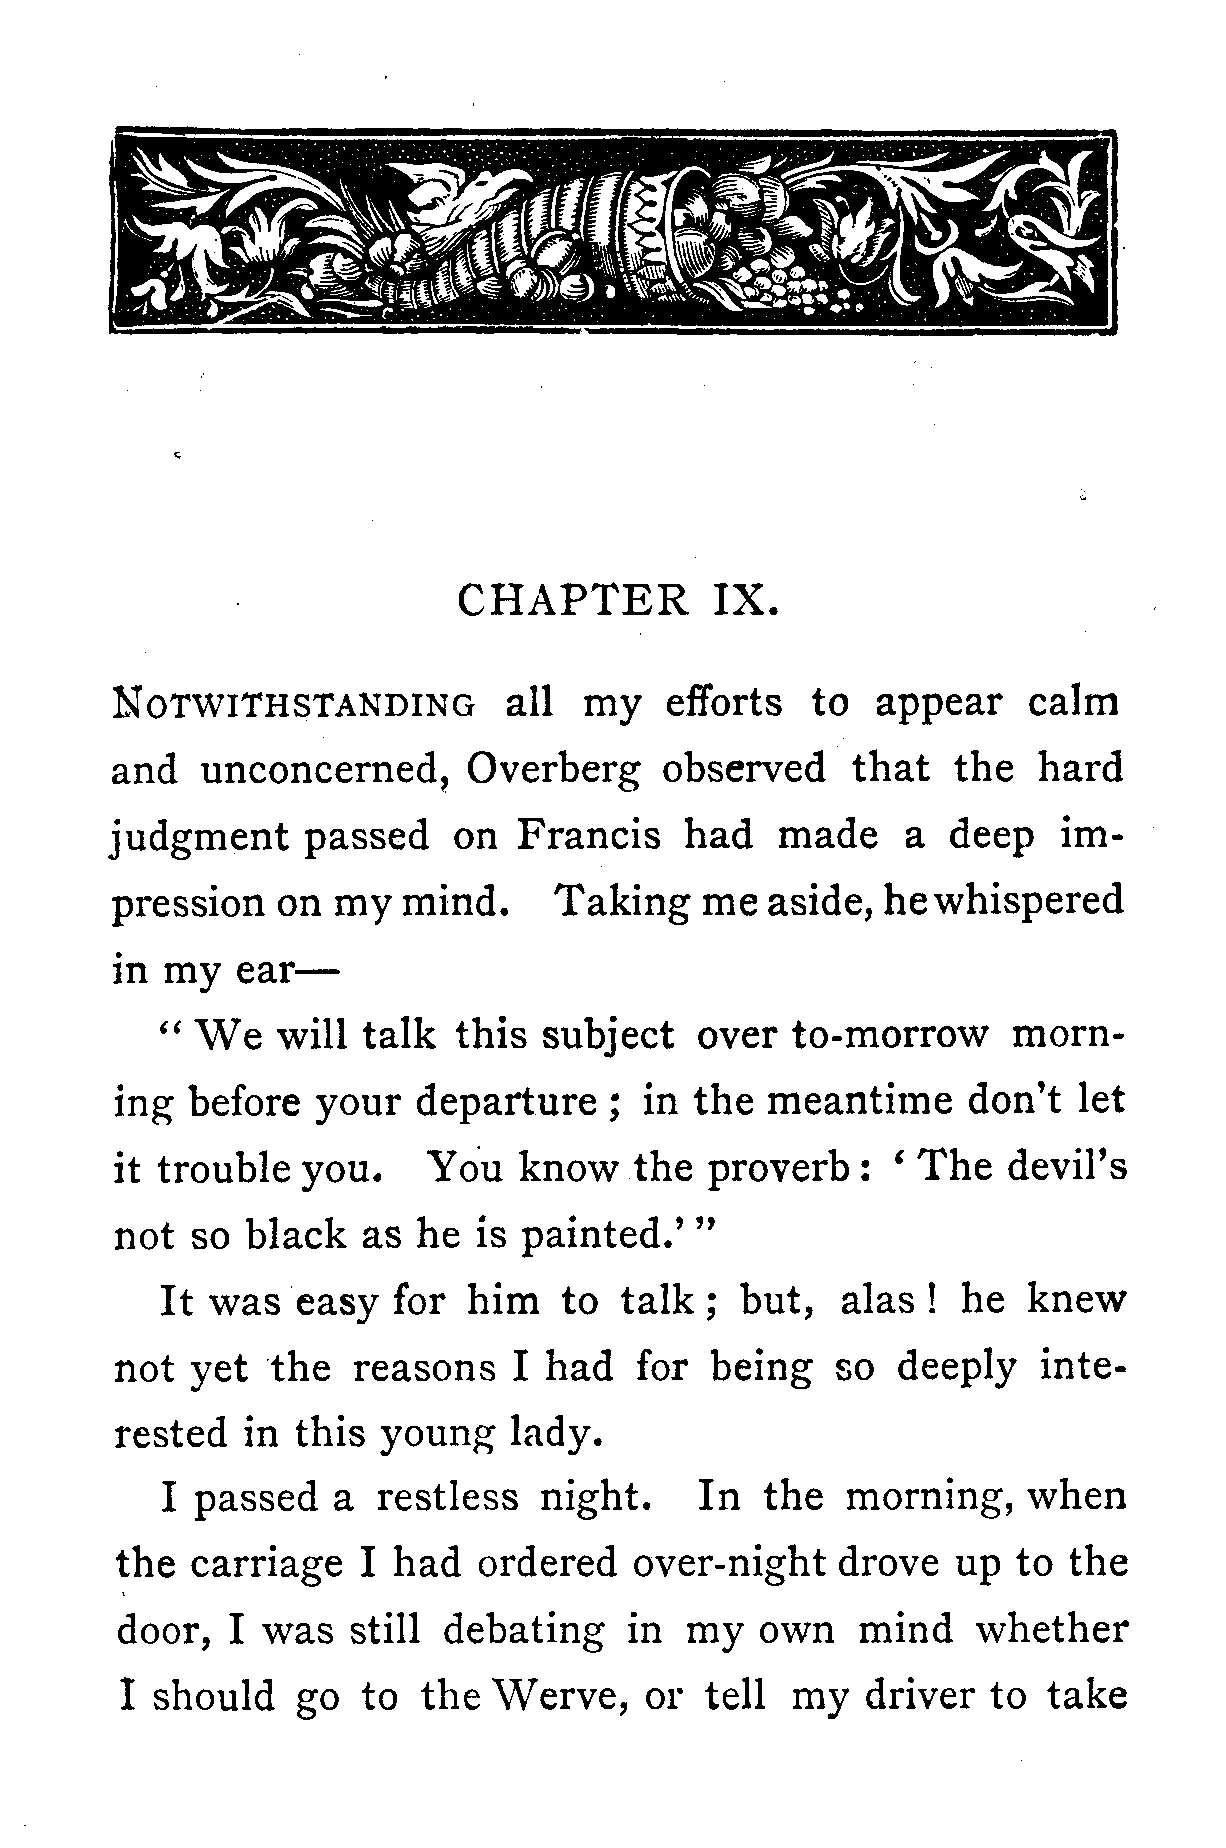 CHAPTER IX.
NOTWITHSTANDING all my efforts to appear calm
and unconcerned, Overberg observed that the hard
judgment passed on Francis had made a deep im-
pression on my mind. Taking me aside, he whispered
in my ear—
“ We will talk this subject over to-morrow morn-
ing before your departure ; in the meantime don’t let
it trouble you. You know the proverb : ‘ The devil’s
not so black as he is painted.’ ”
It was easy for him to talk ; but, alas ! he knew
not yet the reasons I had for being so deeply inte-
rested in this young lady.
I passed a restless night. In the morning, when
the carriage I had ordered over-night drove up to the
door, I was still debating in my own mind whether
I should go to the Werve, or tell my driver to take